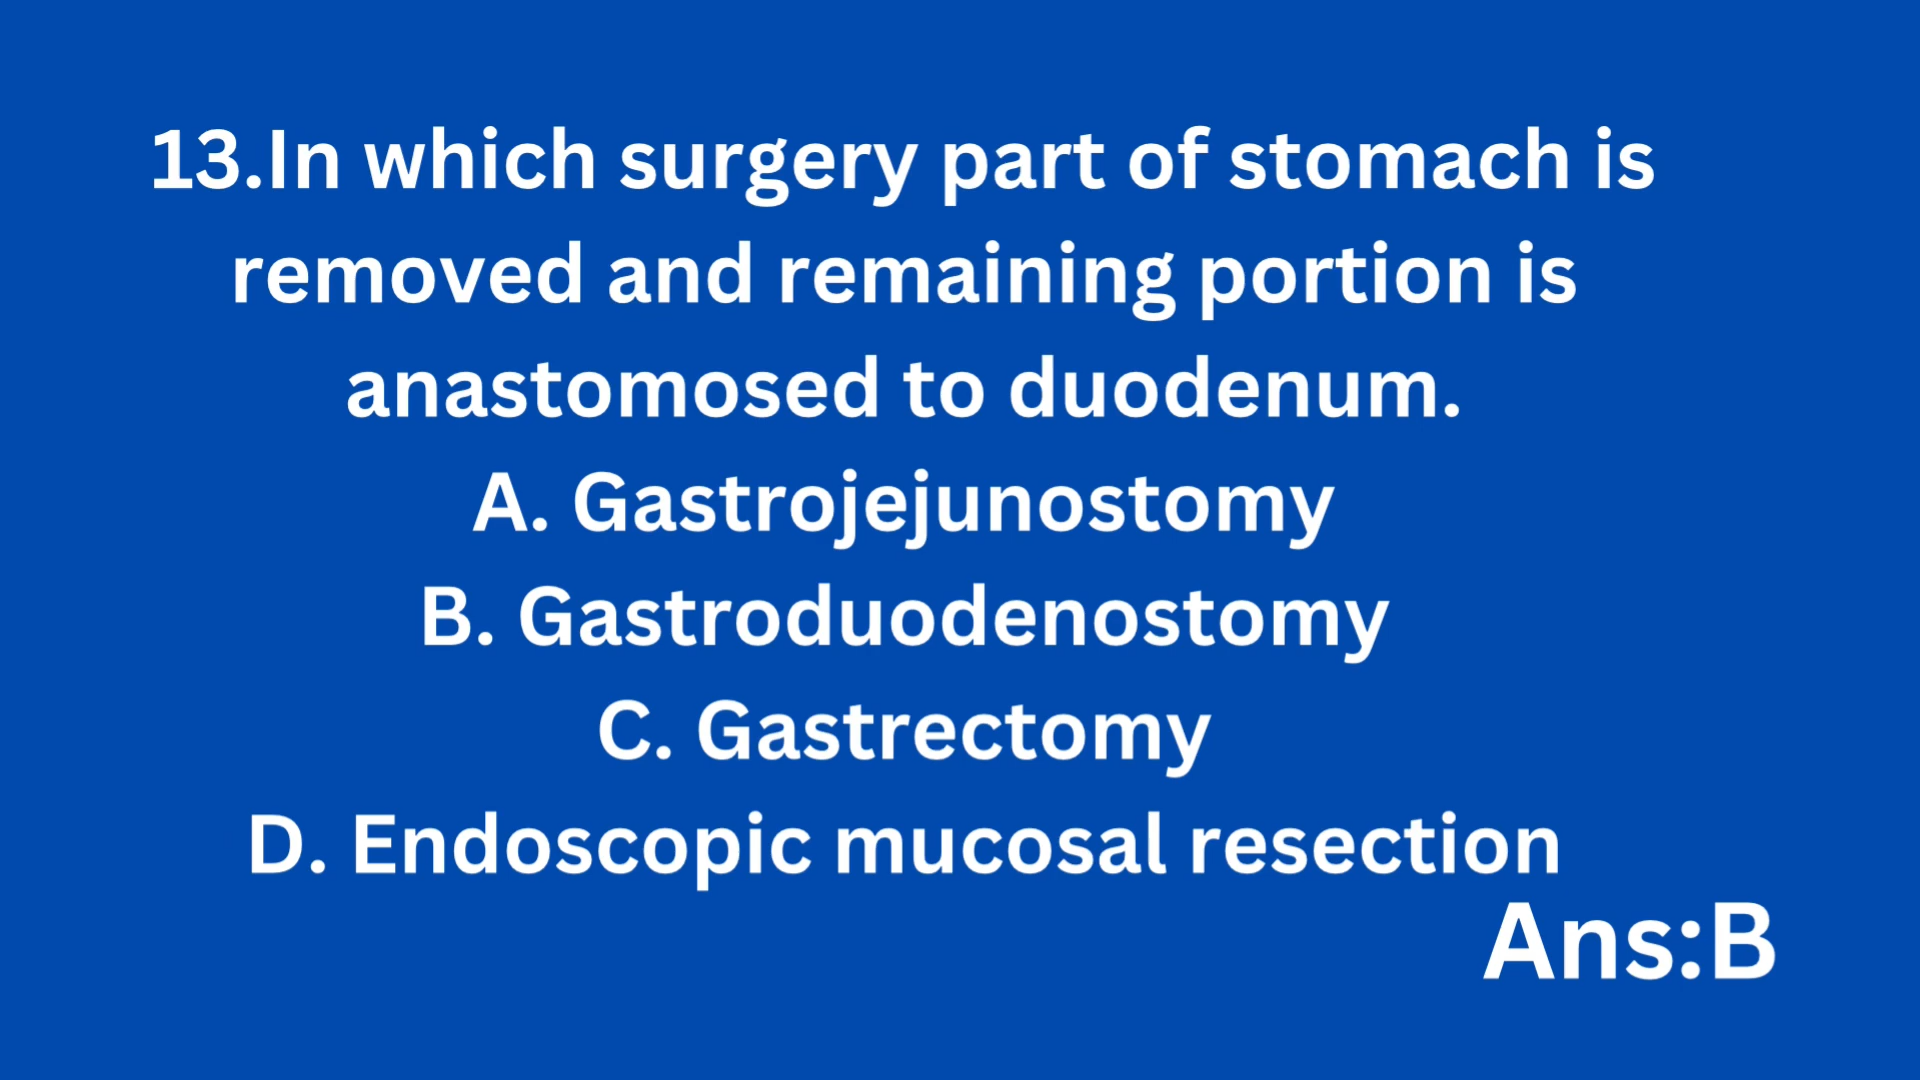 13.In which surgery part of stomach is
removed and remaining portion is
anastomosed to duodenum.
A. Gastrojejunostomy
B. Gastroduodenostomy
C. Gastrectomy
D. Endoscopic mucosal resection
Ans:B